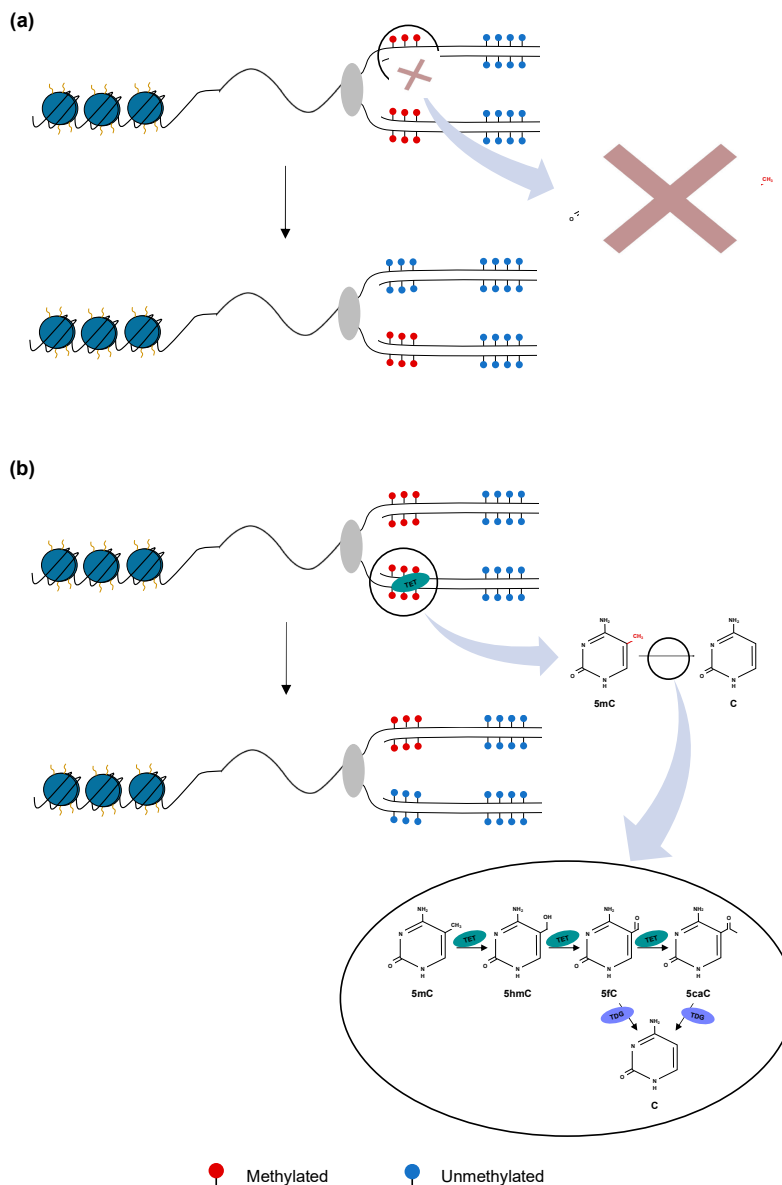 (a)
CH₃
O
(b)
TET
NH₂ NH₂
CH₃
N N
O N O N
H H
5mC C
NH₂ NH₂ NH₂ NH₂
CH₃ OH O O
TET TET TET
N N N N
O N O N O N O N
H H H H
5mC 5hmC 5fC 5caC
TDG TDG
NH₂
N
O N
H
C
Methylated Unmethylated